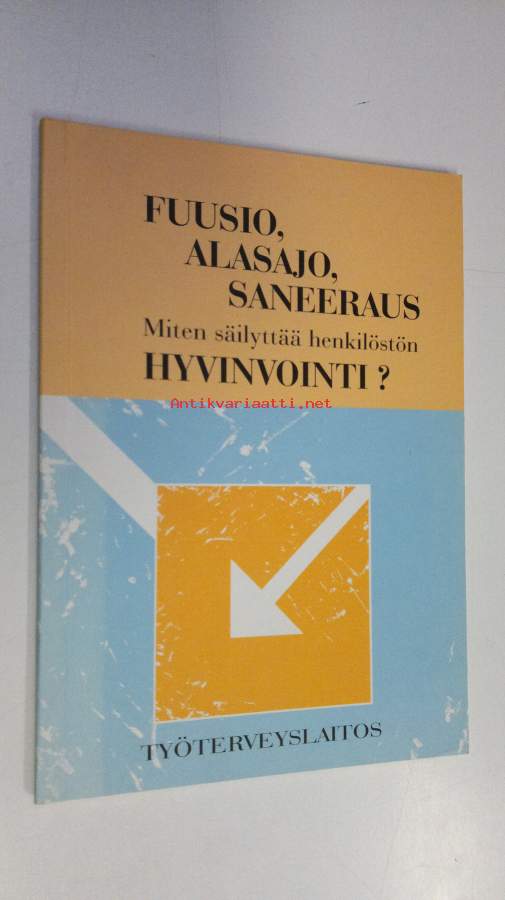 FUUSIO,
ALASAJO,
SANEERAUS
Miten säilyttää henkilöstön
HYVINVOINTI ?
Antikvariaatti.net
TYÖTERVEYSLAITOS